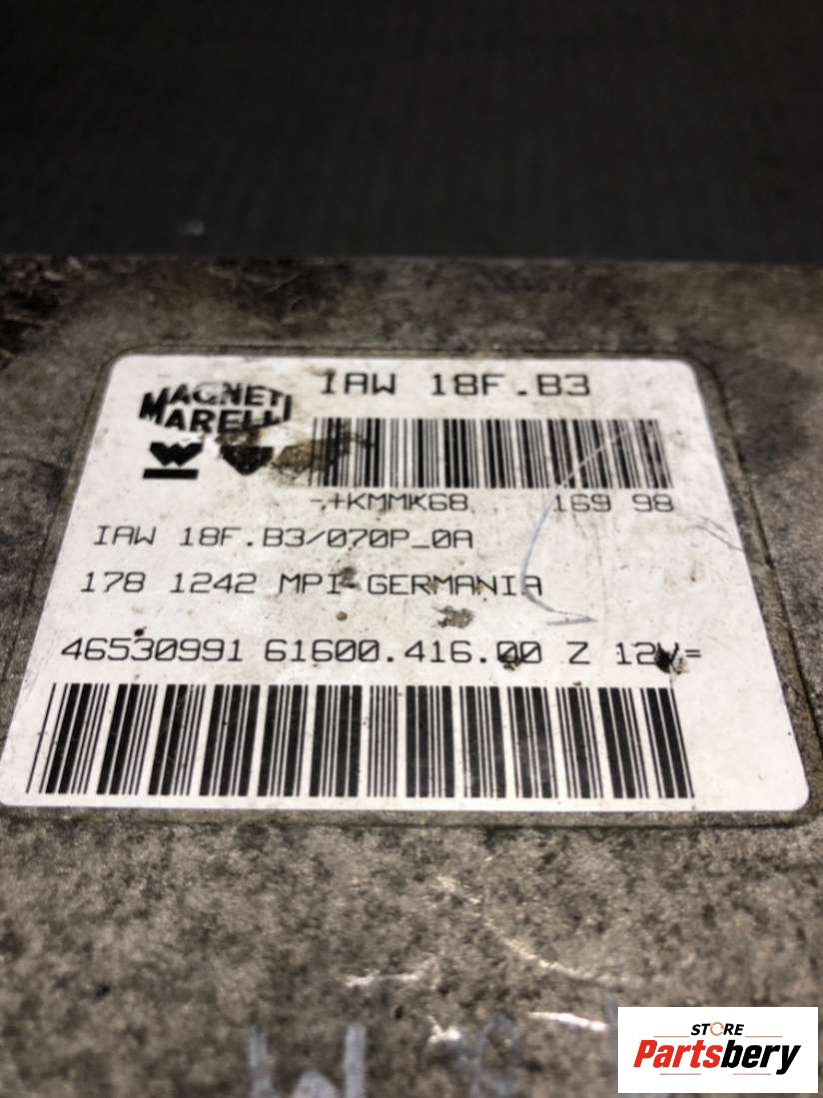 MAGNETI
MARELLI
IAW 18F.B3
-.+KMMK68 169 98
IAW 18F.B3/070P_0A
178 1242 MPI-GERMANIA
46530991 61600.416.00 Z 12V=
STORE
Partsbery